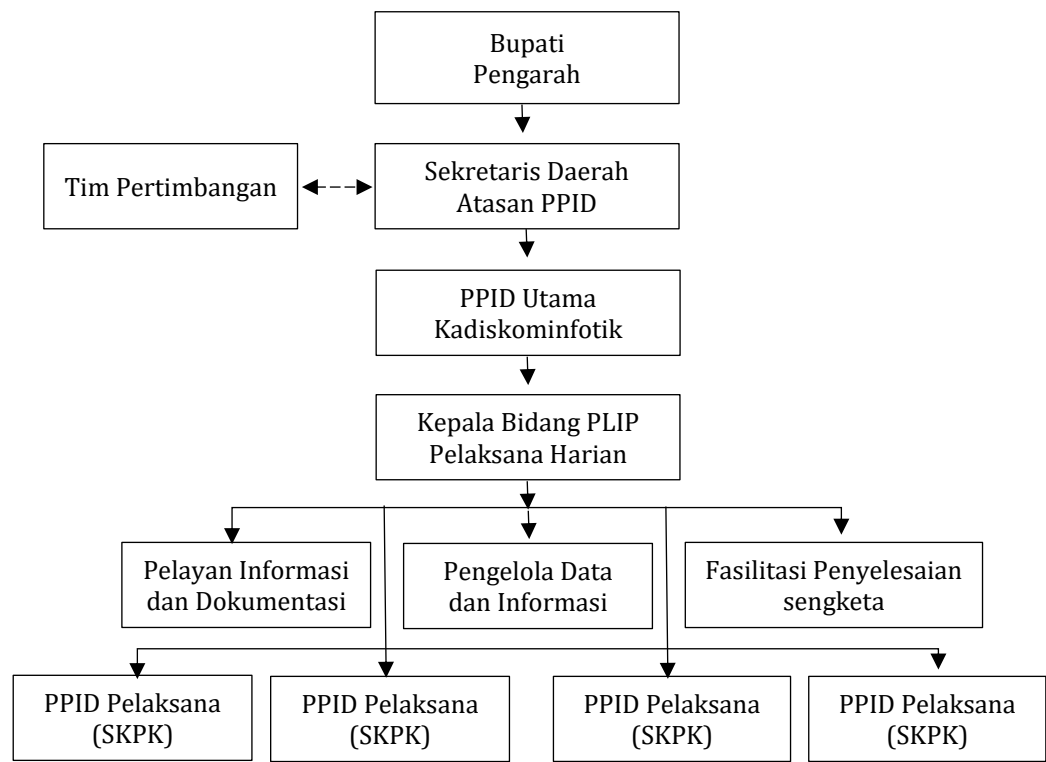 Bupati
Pengarah
Tim Pertimbangan
Sekretaris Daerah
Atasan PPID
PPID Utama
Kadiskominfotik
Kepala Bidang PLIP
Pelaksana Harian
Pelayan Informasi
dan Dokumentasi
Pengelola Data
dan Informasi
Fasilitasi Penyelesaian
sengketa
PPID Pelaksana
(SKPK)
PPID Pelaksana
(SKPK)
PPID Pelaksana
(SKPK)
PPID Pelaksana
(SKPK)